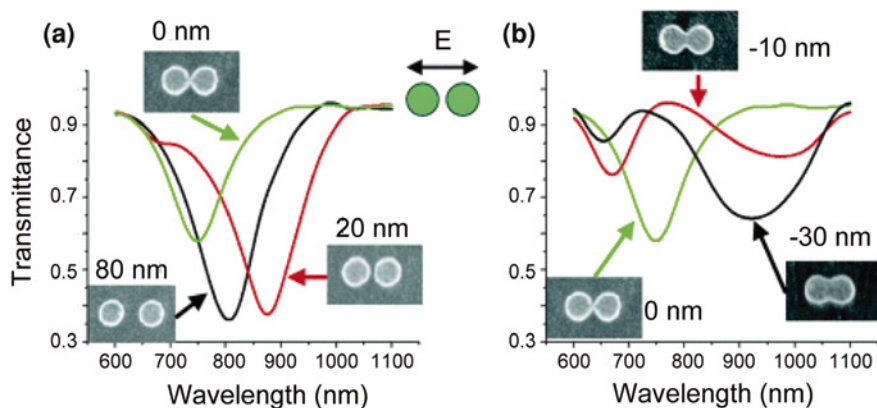 (a)
0 nm
E
80 nm
20 nm
Transmittance
0.9
0.7
0.5
0.3
600 700 800 900 1000 1100
Wavelength (nm)
(b)
-10 nm
-30 nm
0 nm
0.9
0.7
0.5
0.3
600 700 800 900 1000 1100
Wavelength (nm)